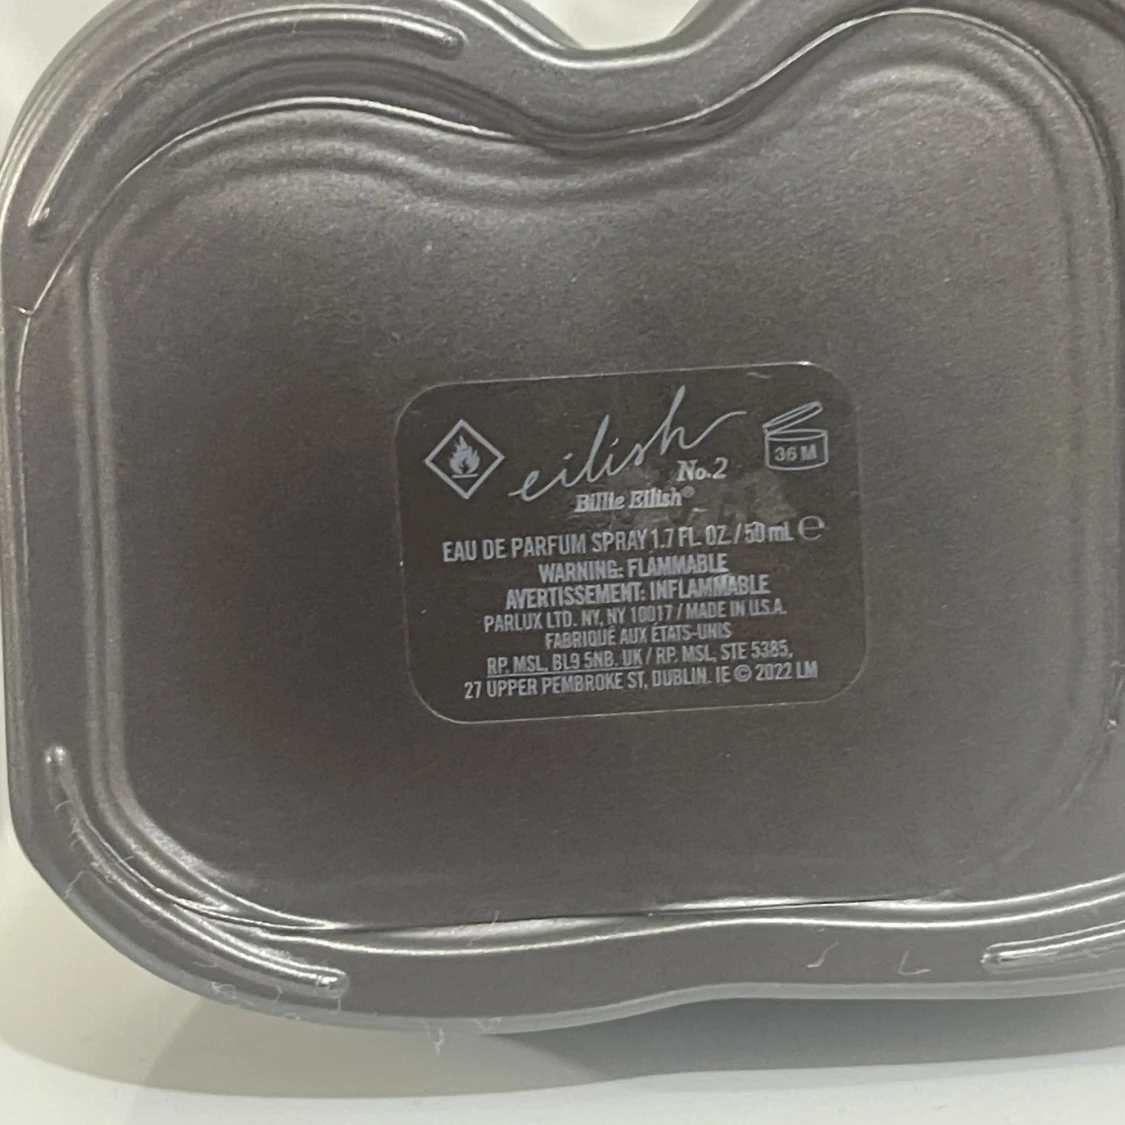 eilish
No.2
36 M
Billie Eilish®
EAU DE PARFUM SPRAY 1.7 FL. OZ. / 50 mL ℮
WARNING: FLAMMABLE
AVERTISSEMENT: INFLAMMABLE
PARLUX LTD. NY, NY 10017 / MADE IN U.S.A.
FABRIQUÉ AUX ÉTATS-UNIS
RP. MSL, BL9 5NB. UK / RP. MSL, STE 5385,
27 UPPER PEMBROKE ST, DUBLIN. IE © 2022 LM